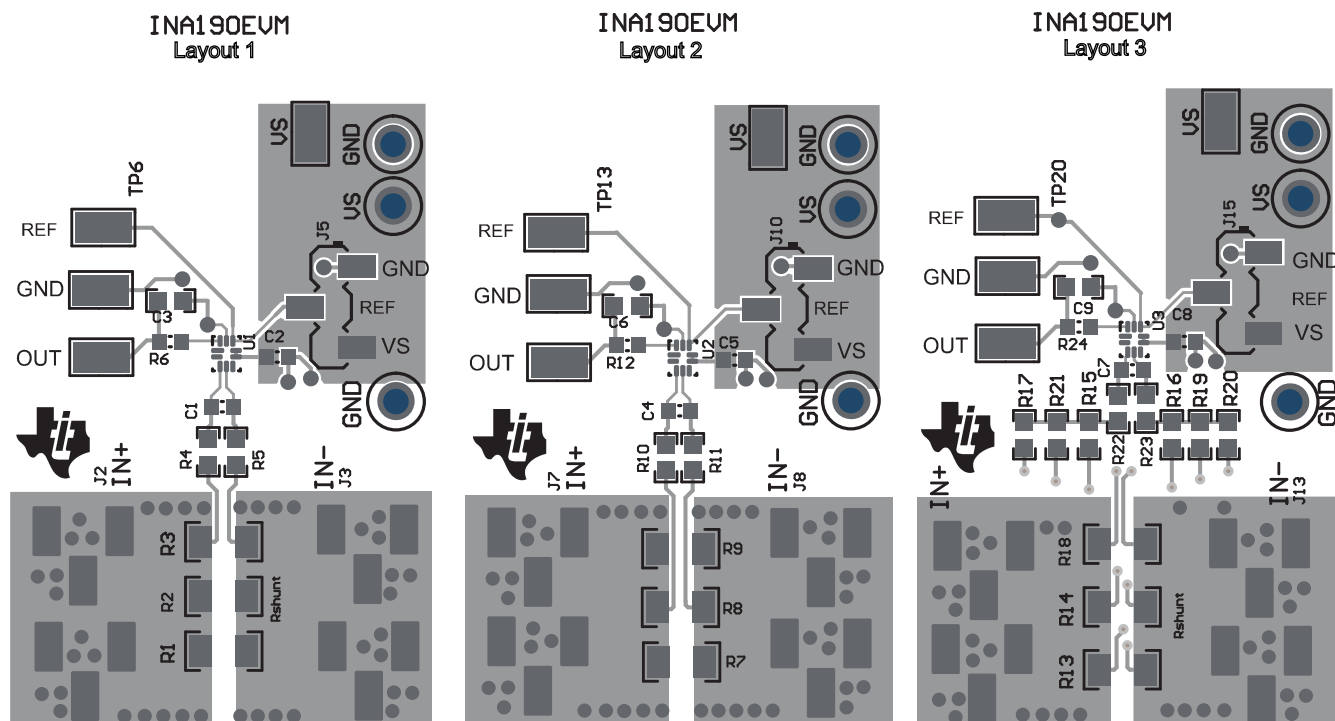 INA190EVM
Layout 1
VS
GND
TP6
VS
REF
J5
GND
GND
REF
C3
U1
C2
OUT
R6
VS
GND
C1
J2
IN+
R4
R5
IN-
J3
R3
R2
Rshunt
R1
INA190EVM
Layout 2
VS
GND
TP13
VS
REF
J10
GND
GND
REF
C6
U2
C5
OUT
R12
VS
GND
C4
J7
IN+
R10
R11
IN-
J8
R9
R8
R7
INA190EVM
Layout 3
VS
GND
TP20
VS
REF
J15
GND
GND
REF
C9
U3
C8
OUT
R24
VS
C7
GND
R17
R21
R15
R16
R19
R20
R22
R23
IN+
IN-
J13
R18
R14
Rshunt
R13